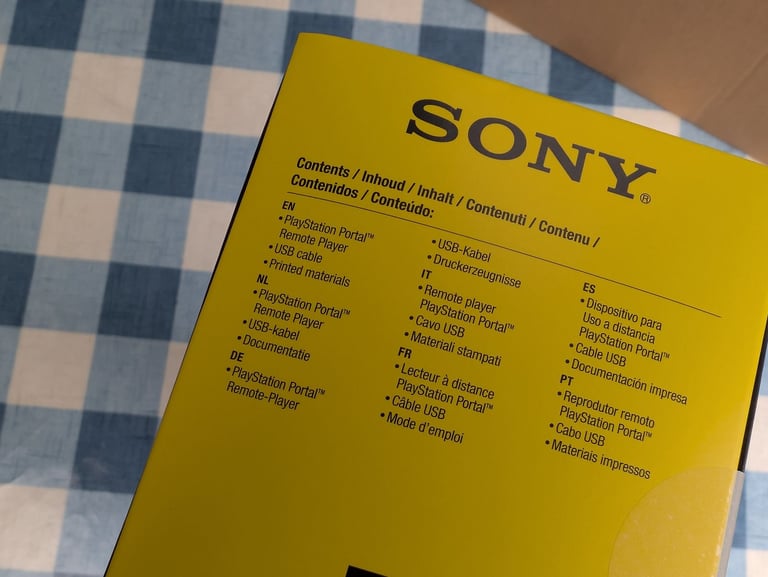 SONY®
Contents / Inhoud / Inhalt / Contenuti / Contenu /
Contenidos / Conteúdo:
EN
•PlayStation Portal™
Remote Player
•USB cable
•Printed materials
NL
•PlayStation Portal™
Remote Player
•USB-kabel
•Documentatie
DE
•PlayStation Portal™
Remote-Player
•USB-Kabel
•Druckerzeugnisse
IT
•Remote player
PlayStation Portal™
•Cavo USB
•Materiali stampati
FR
•Lecteur à distance
PlayStation Portal™
•Câble USB
•Mode d'emploi
ES
•Dispositivo para
Uso a distancia
PlayStation Portal™
•Cable USB
•Documentación impresa
PT
•Reprodutor remoto
PlayStation Portal™
•Cabo USB
•Materiais impressos